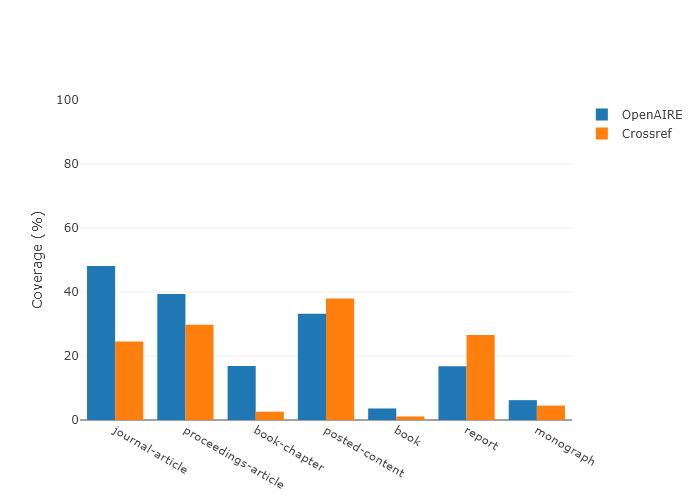 100
80
60
40
20
0
Coverage (%)
journal-article
proceedings-article
book-chapter
posted-content
book
report
monograph
OpenAIRE
Crossref